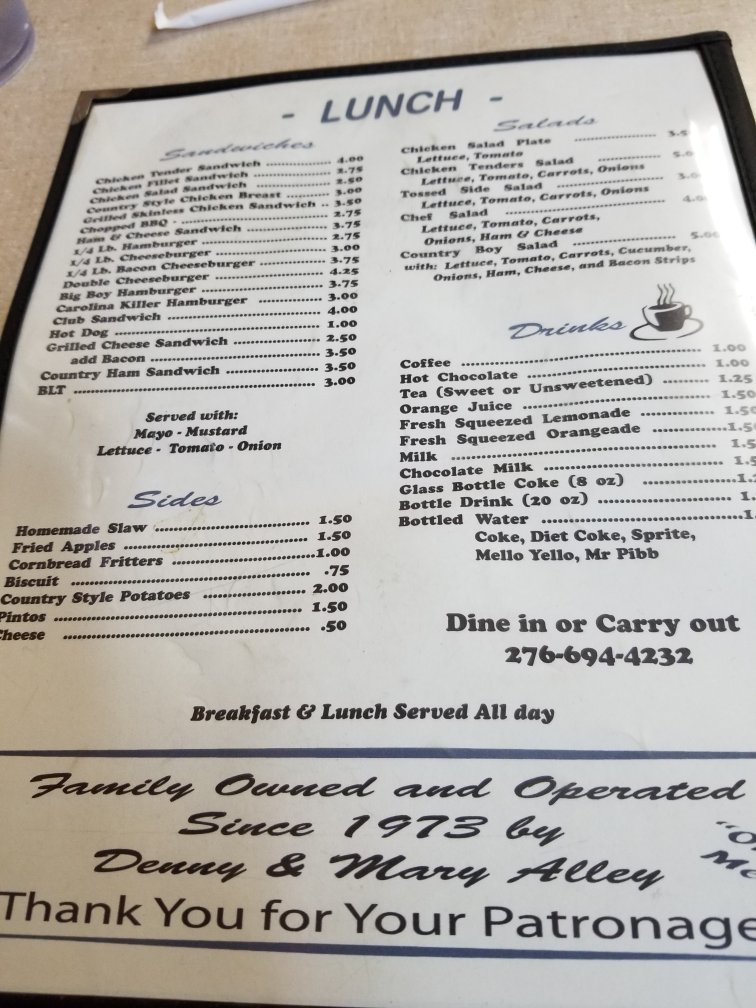 - LUNCH -
Sandwiches
Chicken Tender Sandwich ............ 4.00
Chicken Fillet Sandwich ............ 2.75
Chicken Salad Sandwich ............ 2.50
Country Style Chicken Breast ......... 3.00
Grilled Skinless Chicken Sandwich .. 3.50
Chopped BBQ - ............ 2.75
Ham & Cheese Sandwich ............ 3.75
1/4 Lb. Hamburger ............ 2.75
1/4 Lb. Cheeseburger ............ 3.00
1/4 Lb. Bacon Cheeseburger ............ 3.75
Double Cheeseburger ............ 4.25
Big Boy Hamburger ............ 3.75
Carolina Killer Hamburger ............ 3.00
Club Sandwich ............ 4.00
Hot Dog ............ 1.00
Grilled Cheese Sandwich ............ 2.50
add Bacon ............ 3.50
Country Ham Sandwich ............ 3.50
BLT ............ 3.00
Served with:
Mayo - Mustard
Lettuce - Tomato - Onion
Sides
Homemade Slaw ............ 1.50
Fried Apples ............ 1.50
Cornbread Fritters ............ 1.00
Biscuit ............ .75
Country Style Potatoes ............ 2.00
Pintos ............ 1.50
Cheese ............ .50
Salads
Chicken Salad Plate ............
Lettuce, Tomato
Chicken Tenders Salad ............
Lettuce, Tomato, Carrots, Onions
Tossed Side Salad ............
Lettuce, Tomato, Carrots, Onions
Chef Salad ............
Lettuce, Tomato, Carrots,
Onions, Ham & Cheese
Country Boy Salad ............
with: Lettuce, Tomato, Carrots, Cucumber,
Onions, Ham, Cheese, and Bacon Strips
Drinks
Coffee ............ 1.00
Hot Chocolate ............ 1.00
Tea (Sweet or Unsweetened) ........ 1.25
Orange Juice ............ 1.50
Fresh Squeezed Lemonade ............ 1.50
Fresh Squeezed Orangeade ............
Milk ............
Chocolate Milk ............
Glass Bottle Coke (8 oz) ............
Bottle Drink (20 oz) ............
Bottled Water ............
Coke, Diet Coke, Sprite,
Mello Yello, Mr Pibb
Dine in or Carry out
276-694-4232
Breakfast & Lunch Served All day
Family Owned and Operated
Since 1973 by
Denny & Mary Alley
Thank You for Your Patronage